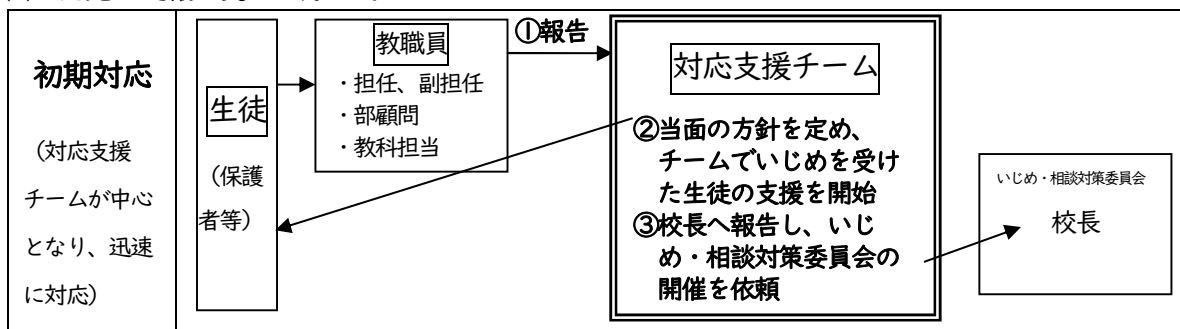 初期対応
（対応支援
チームが中心
となり、迅速
に対応）
生徒
（保護
者等）
教職員
・担任、副担任
・部顧問
・教科担当
①報告
対応支援チーム
②当面の方針を定め、
チームでいじめを受け
た生徒の支援を開始
③校長へ報告し、いじ
め・相談対策委員会の
開催を依頼
いじめ・相談対策委員会
校長